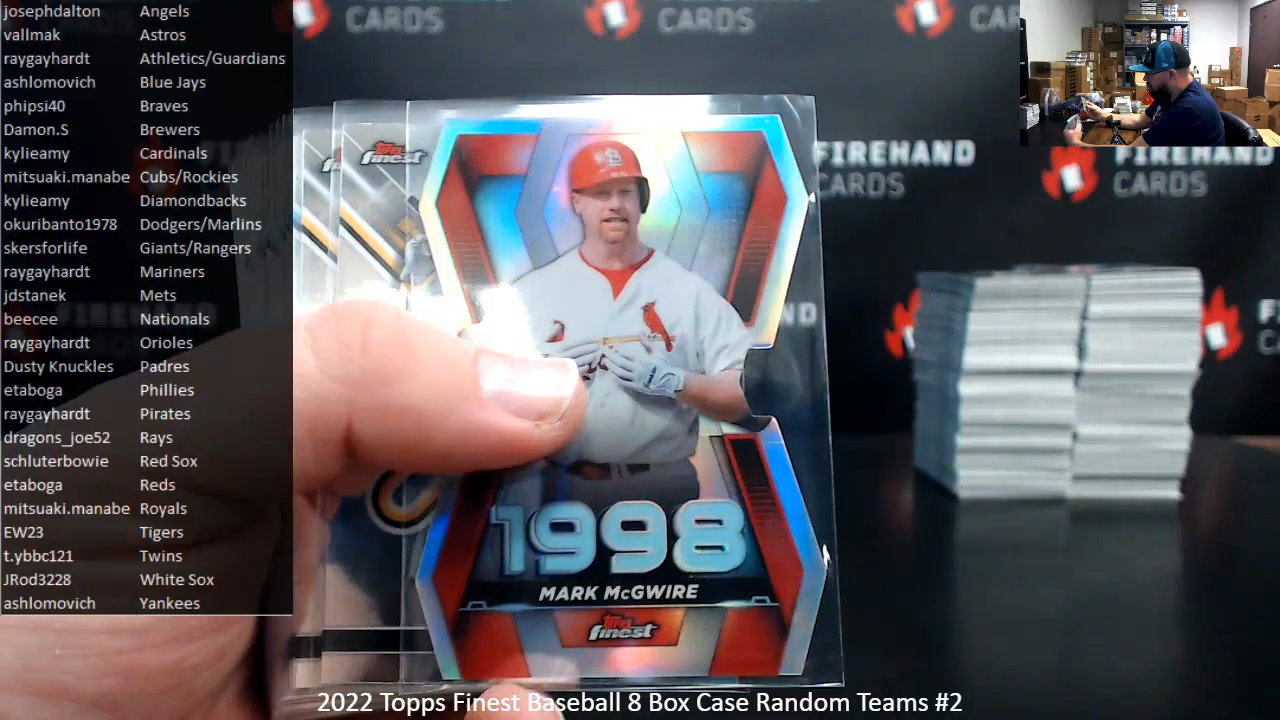 josephdalton Angels
vallmak Astros
raygayhardt Athletics/Guardians
ashlomovich Blue Jays
phipsi40 Braves
Damon.S Brewers
kylieamy Cardinals
mitsuaki.manabe Cubs/Rockies
kylieamy Diamondbacks
okuribanto1978 Dodgers/Marlins
skersforlife Giants/Rangers
raygayhardt Mariners
jdstanek Mets
beecee Nationals
raygayhardt Orioles
Dusty Knuckles Padres
etaboga Phillies
raygayhardt Pirates
dragons_joe52 Rays
schluterbowie Red Sox
etaboga Reds
mitsuaki.manabe Royals
EW23 Tigers
t.ybbc121 Twins
JRod3228 White Sox
ashlomovich Yankees
FIREHAND
CARDS
CARDS
CARDS
FIREHAND
CARDS
FIREHAND
CARDS
Topps
finest
1998
MARK McGWIRE
Topps
finest
2022 Topps Finest Baseball 8 Box Case Random Teams #2